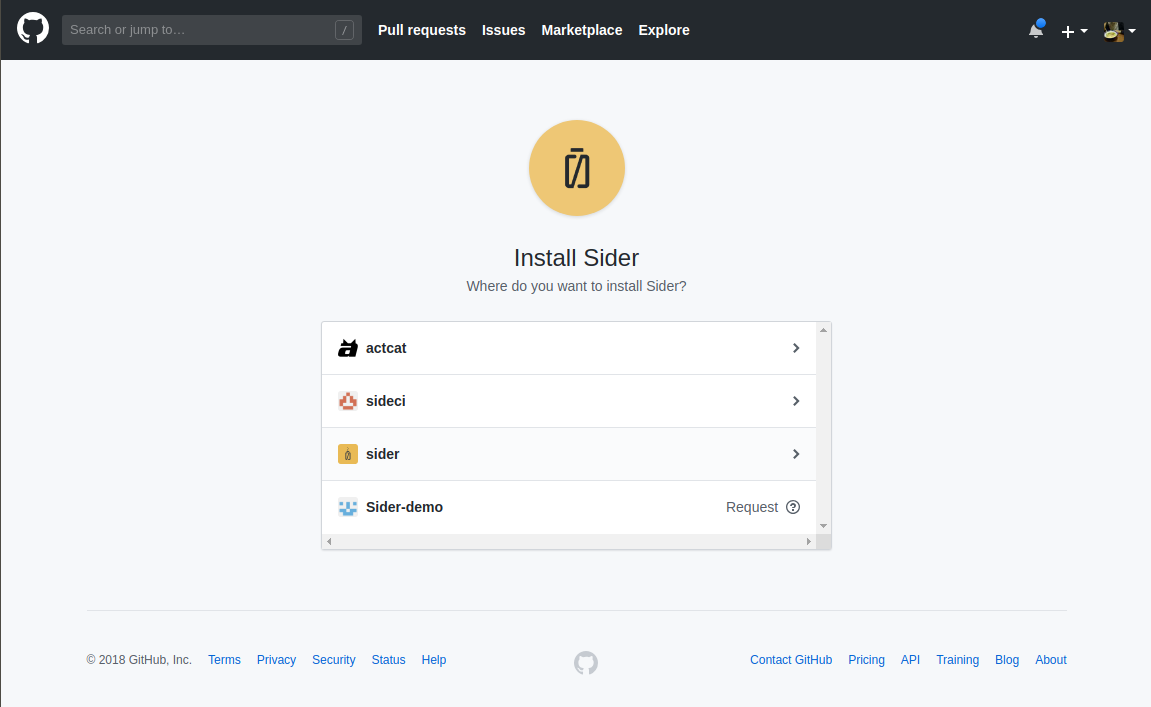 Search or jump to… / Pull requests Issues Marketplace Explore
Install Sider
Where do you want to install Sider?
actcat
sideci
sider
Sider-demo Request ?
© 2018 GitHub, Inc. Terms Privacy Security Status Help Contact GitHub Pricing API Training Blog About